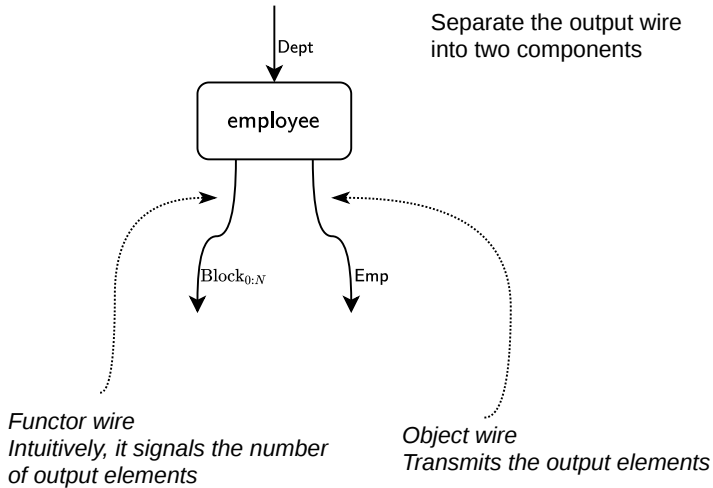 Separate the output wire
into two components
Dept
employee
Block₀:N
Emp
Functor wire
Intuitively, it signals the number
of output elements
Object wire
Transmits the output elements